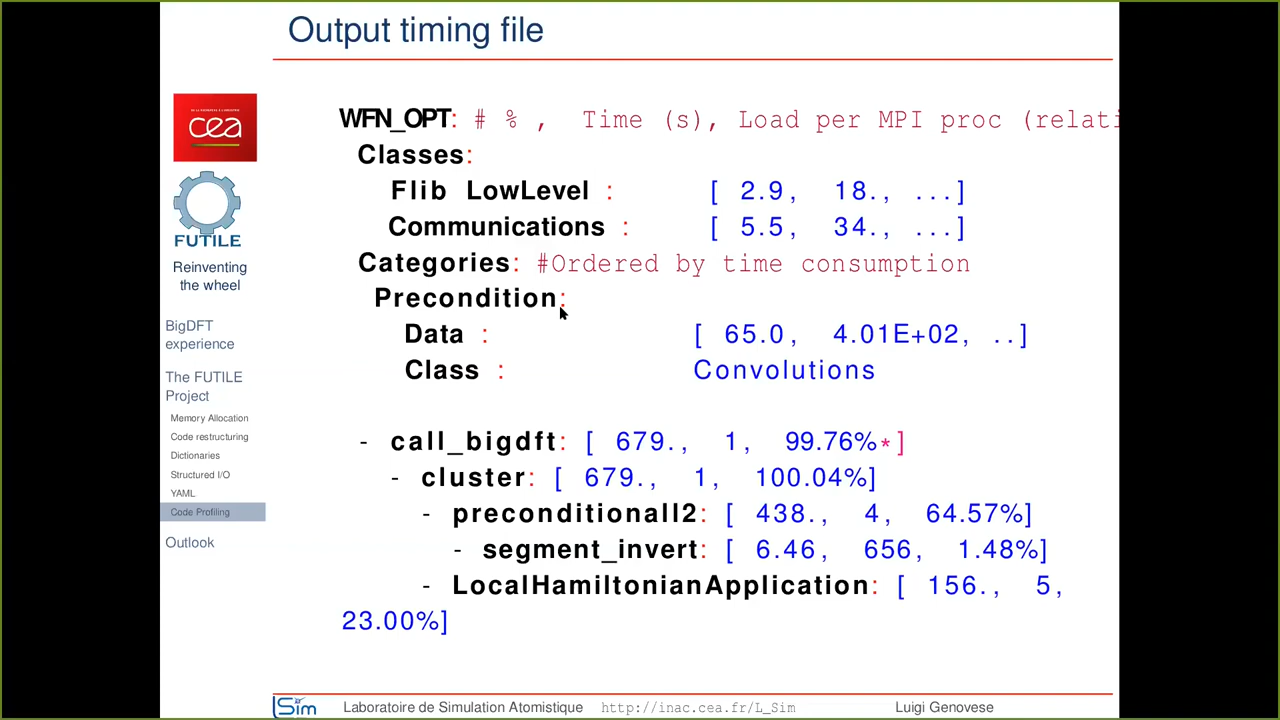 Output timing file
cea
FUTILE
Reinventing
the wheel
BigDFT
experience
The FUTILE
Project
Memory Allocation
Code restructuring
Dictionaries
Structured I/O
YAML
Code Profiling
Outlook
WFN_OPT: # % , Time (s), Load per MPI proc (relati
Classes:
Flib LowLevel : [ 2.9, 18., ...]
Communications : [ 5.5, 34., ...]
Categories: #Ordered by time consumption
Precondition:
Data : [ 65.0, 4.01E+02, ..]
Class : Convolutions
- call_bigdft: [ 679., 1, 99.76%*]
- cluster: [ 679., 1, 100.04%]
- preconditionall2: [ 438., 4, 64.57%]
- segment_invert: [ 6.46, 656, 1.48%]
- LocalHamiltonianApplication: [ 156., 5,
23.00%]
L_Sim Laboratoire de Simulation Atomistique http://inac.cea.fr/L_Sim Luigi Genovese